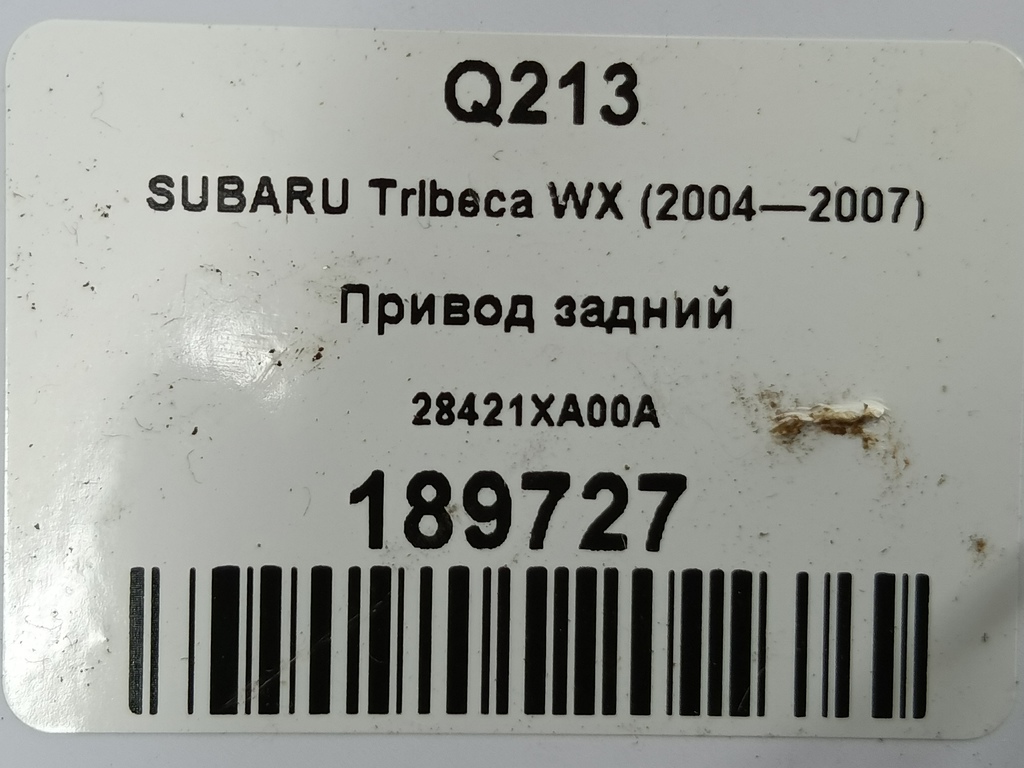 Q213
SUBARU Tribeca WX (2004—2007)
Привод задний
28421XA00A
189727